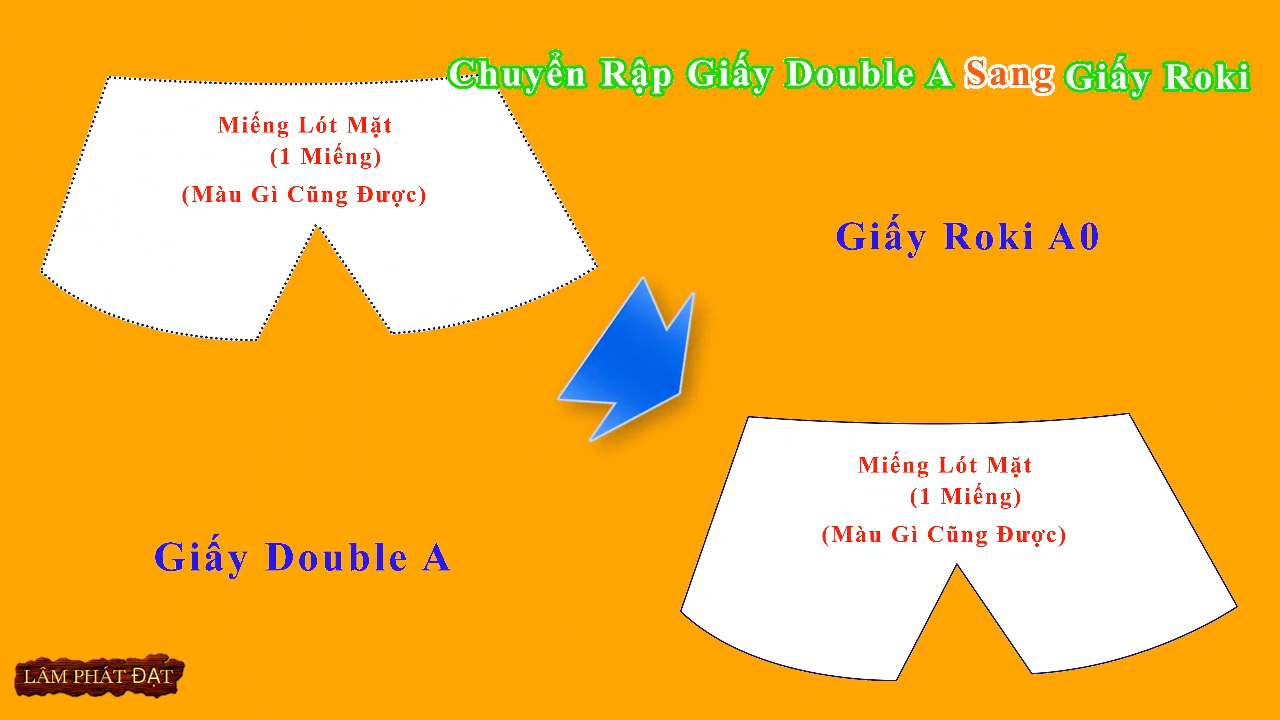 Chuyển Rập Giấy Double A Sang Giấy Roki
Miếng Lót Mặt
(1 Miếng)
(Màu Gì Cũng Được)
Giấy Roki A0
Giấy Double A
Miếng Lót Mặt
(1 Miếng)
(Màu Gì Cũng Được)
LÂM PHÁT ĐẠT